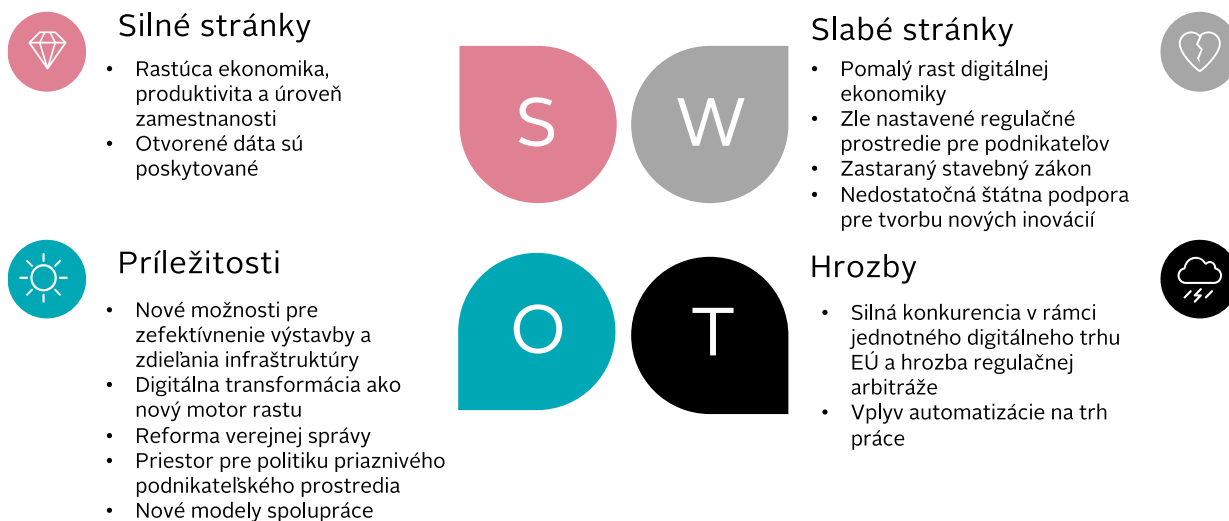 Silné stránky
• Rastúca ekonomika,
produktivita a úroveň
zamestnanosti
• Otvorené dáta sú
poskytované
S
W
Slabé stránky
• Pomalý rast digitálnej
ekonomiky
• Zle nastavené regulačné
prostredie pre podnikateľov
• Zastaraný stavebný zákon
• Nedostatočná štátna podpora
pre tvorbu nových inovácií
Príležitosti
• Nové možnosti pre
zefektívnenie výstavby a
zdieľania infraštruktúry
• Digitálna transformácia ako
nový motor rastu
• Reforma verejnej správy
• Priestor pre politiku priaznivého
podnikateľského prostredia
• Nové modely spolupráce
O
T
Hrozby
• Silná konkurencia v rámci
jednotného digitálneho trhu
EÚ a hrozba regulačnej
arbitráže
• Vplyv automatizácie na trh
práce